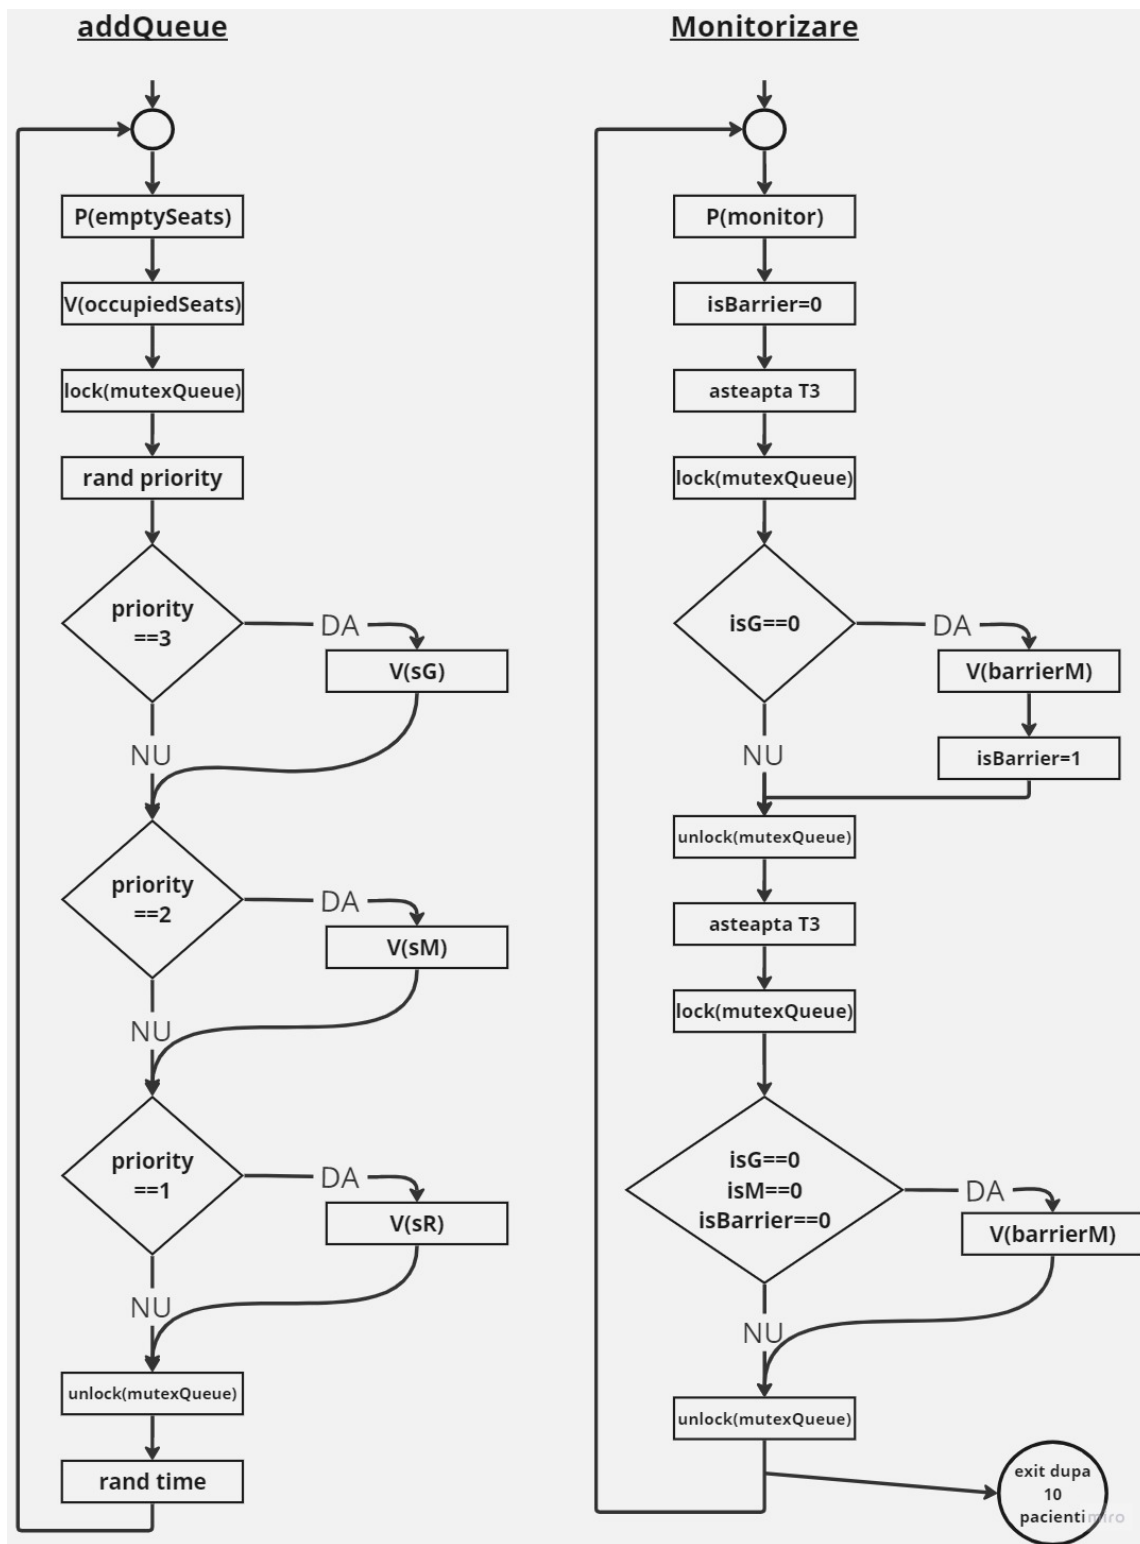 addQueue
P(emptySeats)
V(occupiedSeats)
lock(mutexQueue)
rand priority
priority
==3
DA
V(sG)
NU
priority
==2
DA
V(sM)
NU
priority
==1
DA
V(sR)
NU
unlock(mutexQueue)
rand time
Monitorizare
P(monitor)
isBarrier=0
asteapta T3
lock(mutexQueue)
isG==0
DA
V(barrierM)
isBarrier=1
NU
unlock(mutexQueue)
asteapta T3
lock(mutexQueue)
isG==0
isM==0
isBarrier==0
DA
V(barrierM)
NU
unlock(mutexQueue)
exit dupa
10
pacienti
miro